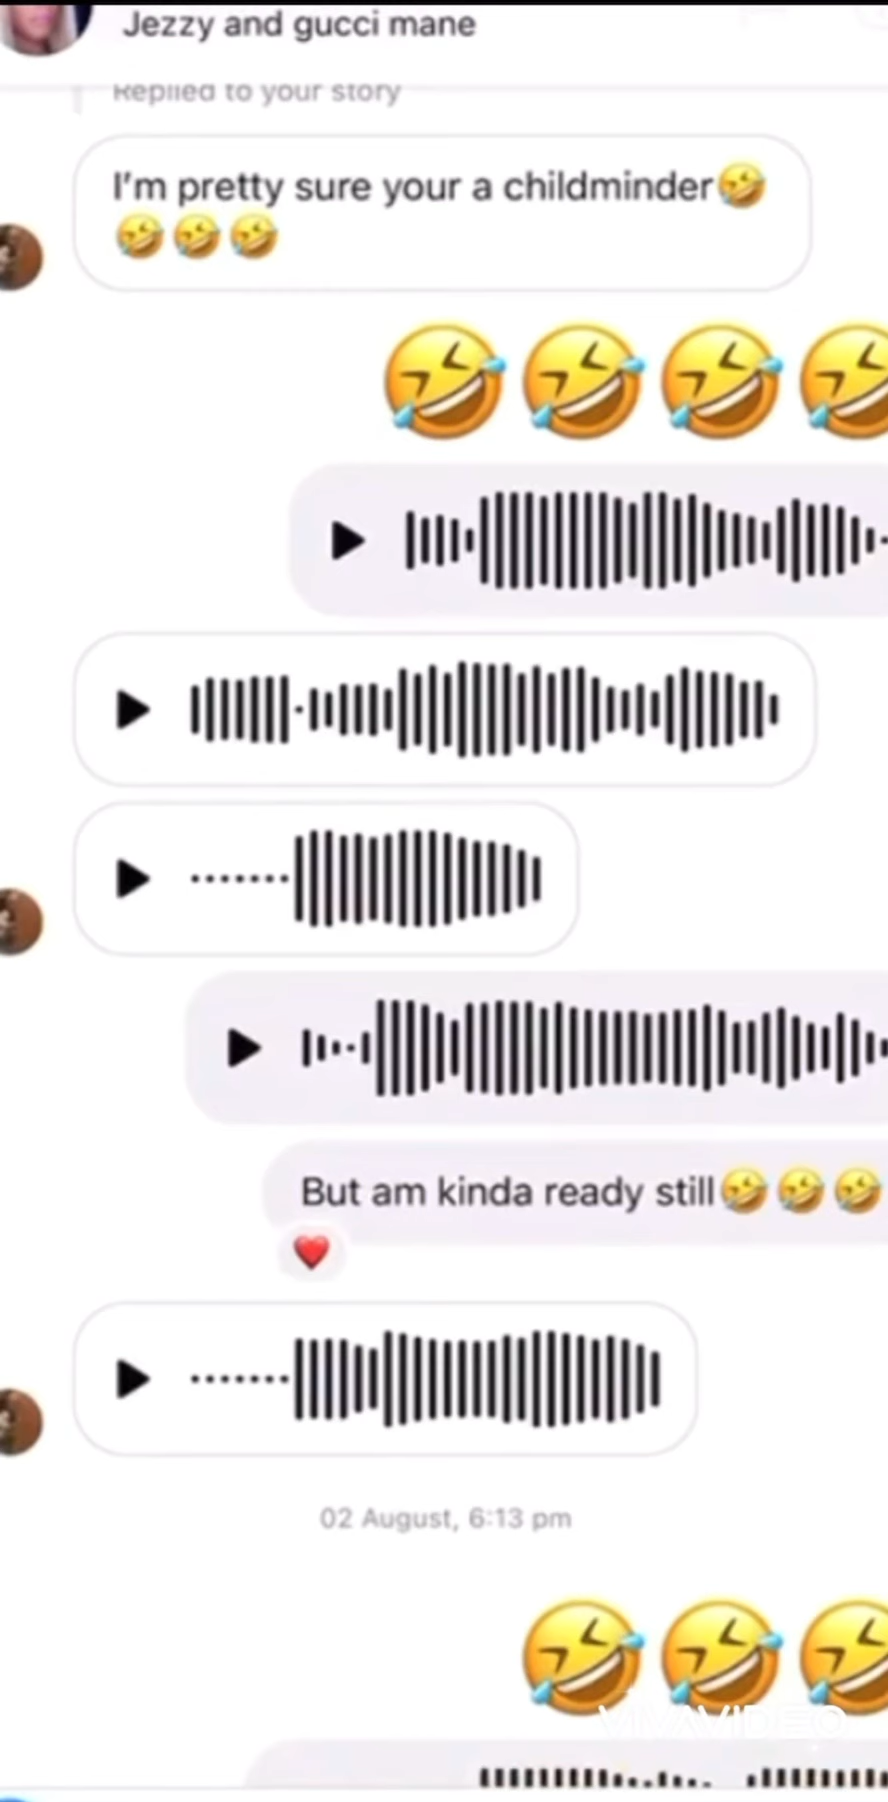 Jezzy and gucci mane
Replied to your story
I'm pretty sure your a childminder🤣
🤣🤣🤣
🤣🤣🤣🤣
But am kinda ready still🤣🤣🤣
❤️
02 August, 6:13 pm
🤣🤣🤣
VIVAVIDEO